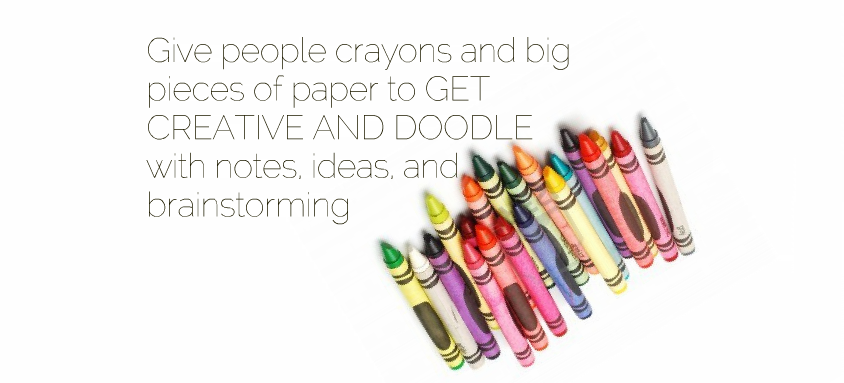 Give people crayons and big
pieces of paper to GET
CREATIVE AND DOODLE
with notes, ideas, and
brainstorming